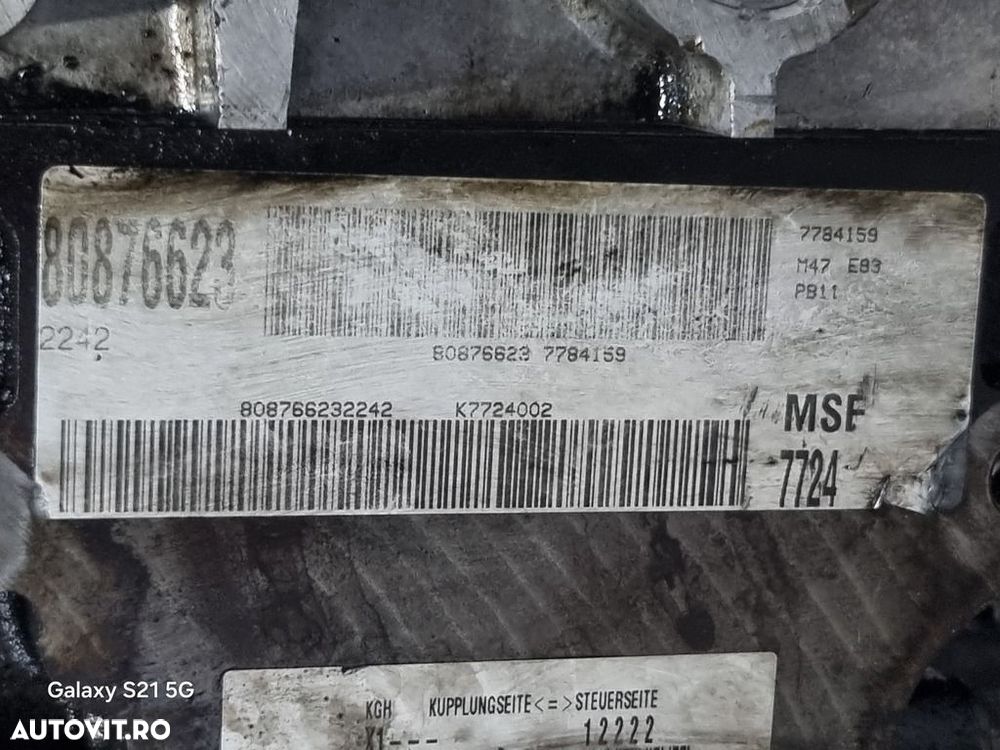 80876623
2242
7784159
M47 E83
PB11
80876623 7784159
808766232242 K7724002
MSF
7724
KGH KUPPLUNGSEITE<=>STEUERSEITE
X1--- 12222
Galaxy S21 5G
AUTOVIT.RO